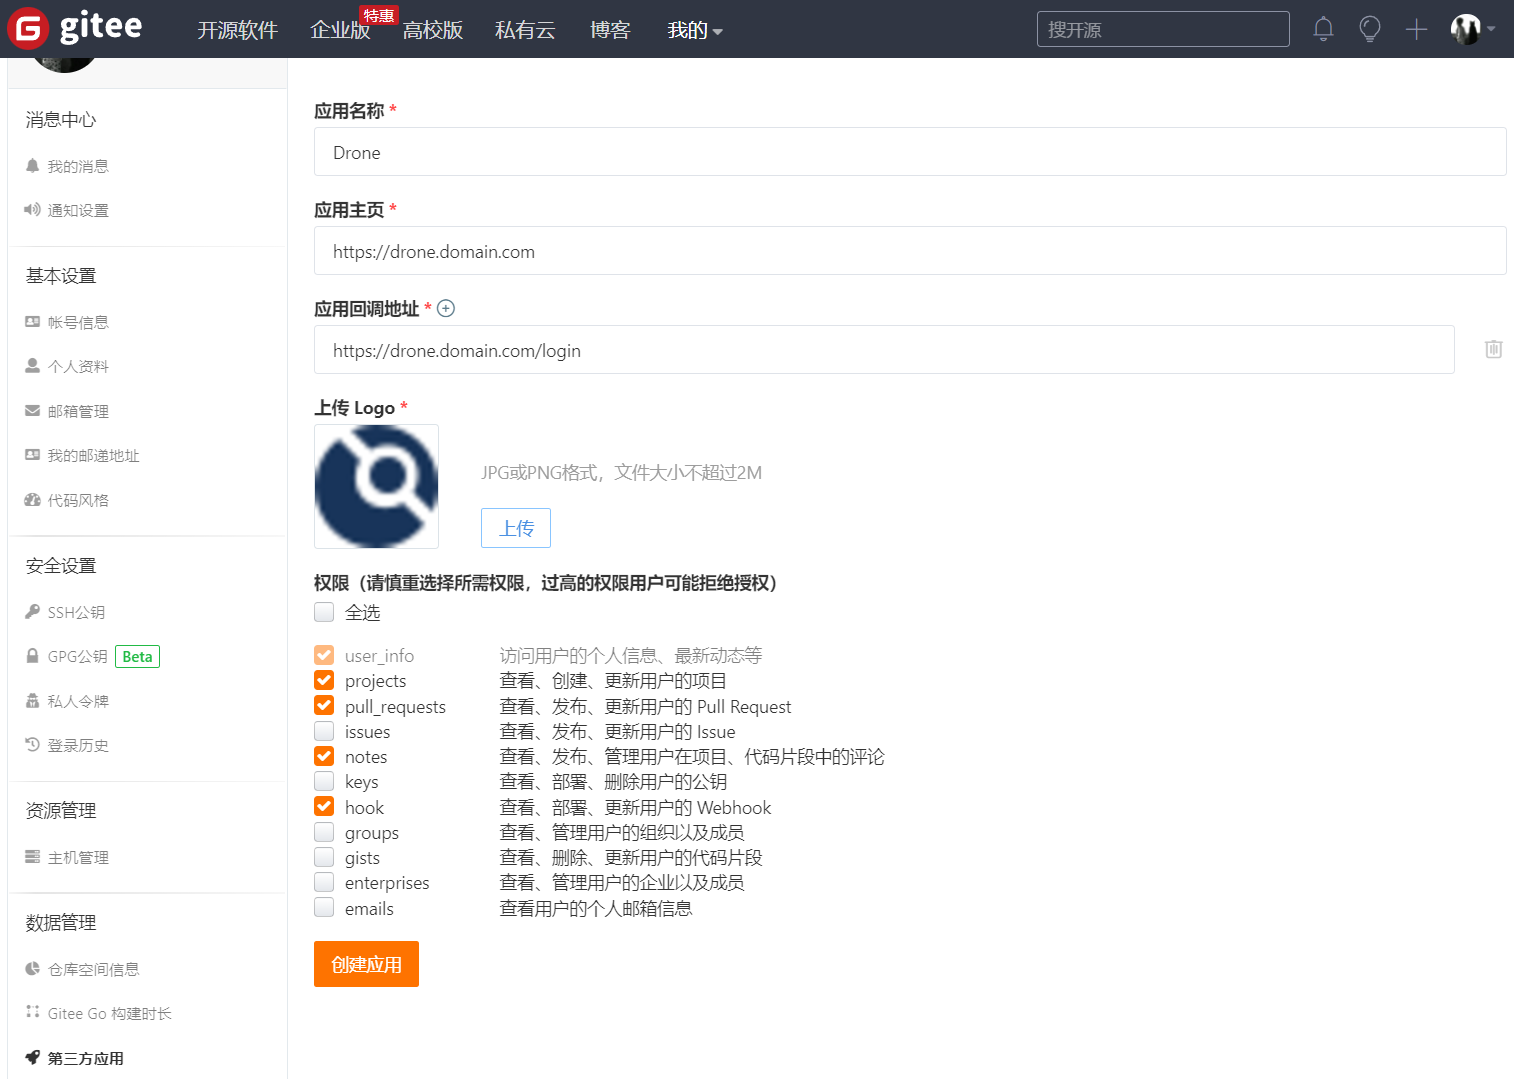 gitee
开源软件
企业版
特惠
高校版
私有云
博客
我的
搜开源
消息中心
我的消息
通知设置
基本设置
帐号信息
个人资料
邮箱管理
我的邮递地址
代码风格
安全设置
SSH公钥
GPG公钥 Beta
私人令牌
登录历史
资源管理
主机管理
数据管理
仓库空间信息
Gitee Go 构建时长
第三方应用
应用名称 *
Drone
应用主页 *
https://drone.domain.com
应用回调地址 *
https://drone.domain.com/login
上传 Logo *
JPG或PNG格式，文件大小不超过2M
上传
权限（请慎重选择所需权限，过高的权限用户可能拒绝授权）
全选
user_info 访问用户的个人信息、最新动态等
projects 查看、创建、更新用户的项目
pull_requests 查看、发布、更新用户的 Pull Request
issues 查看、发布、更新用户的 Issue
notes 查看、发布、管理用户在项目、代码片段中的评论
keys 查看、部署、删除用户的公钥
hook 查看、部署、更新用户的 Webhook
groups 查看、管理用户的组织以及成员
gists 查看、删除、更新用户的代码片段
enterprises 查看、管理用户的企业以及成员
emails 查看用户的个人邮箱信息
创建应用